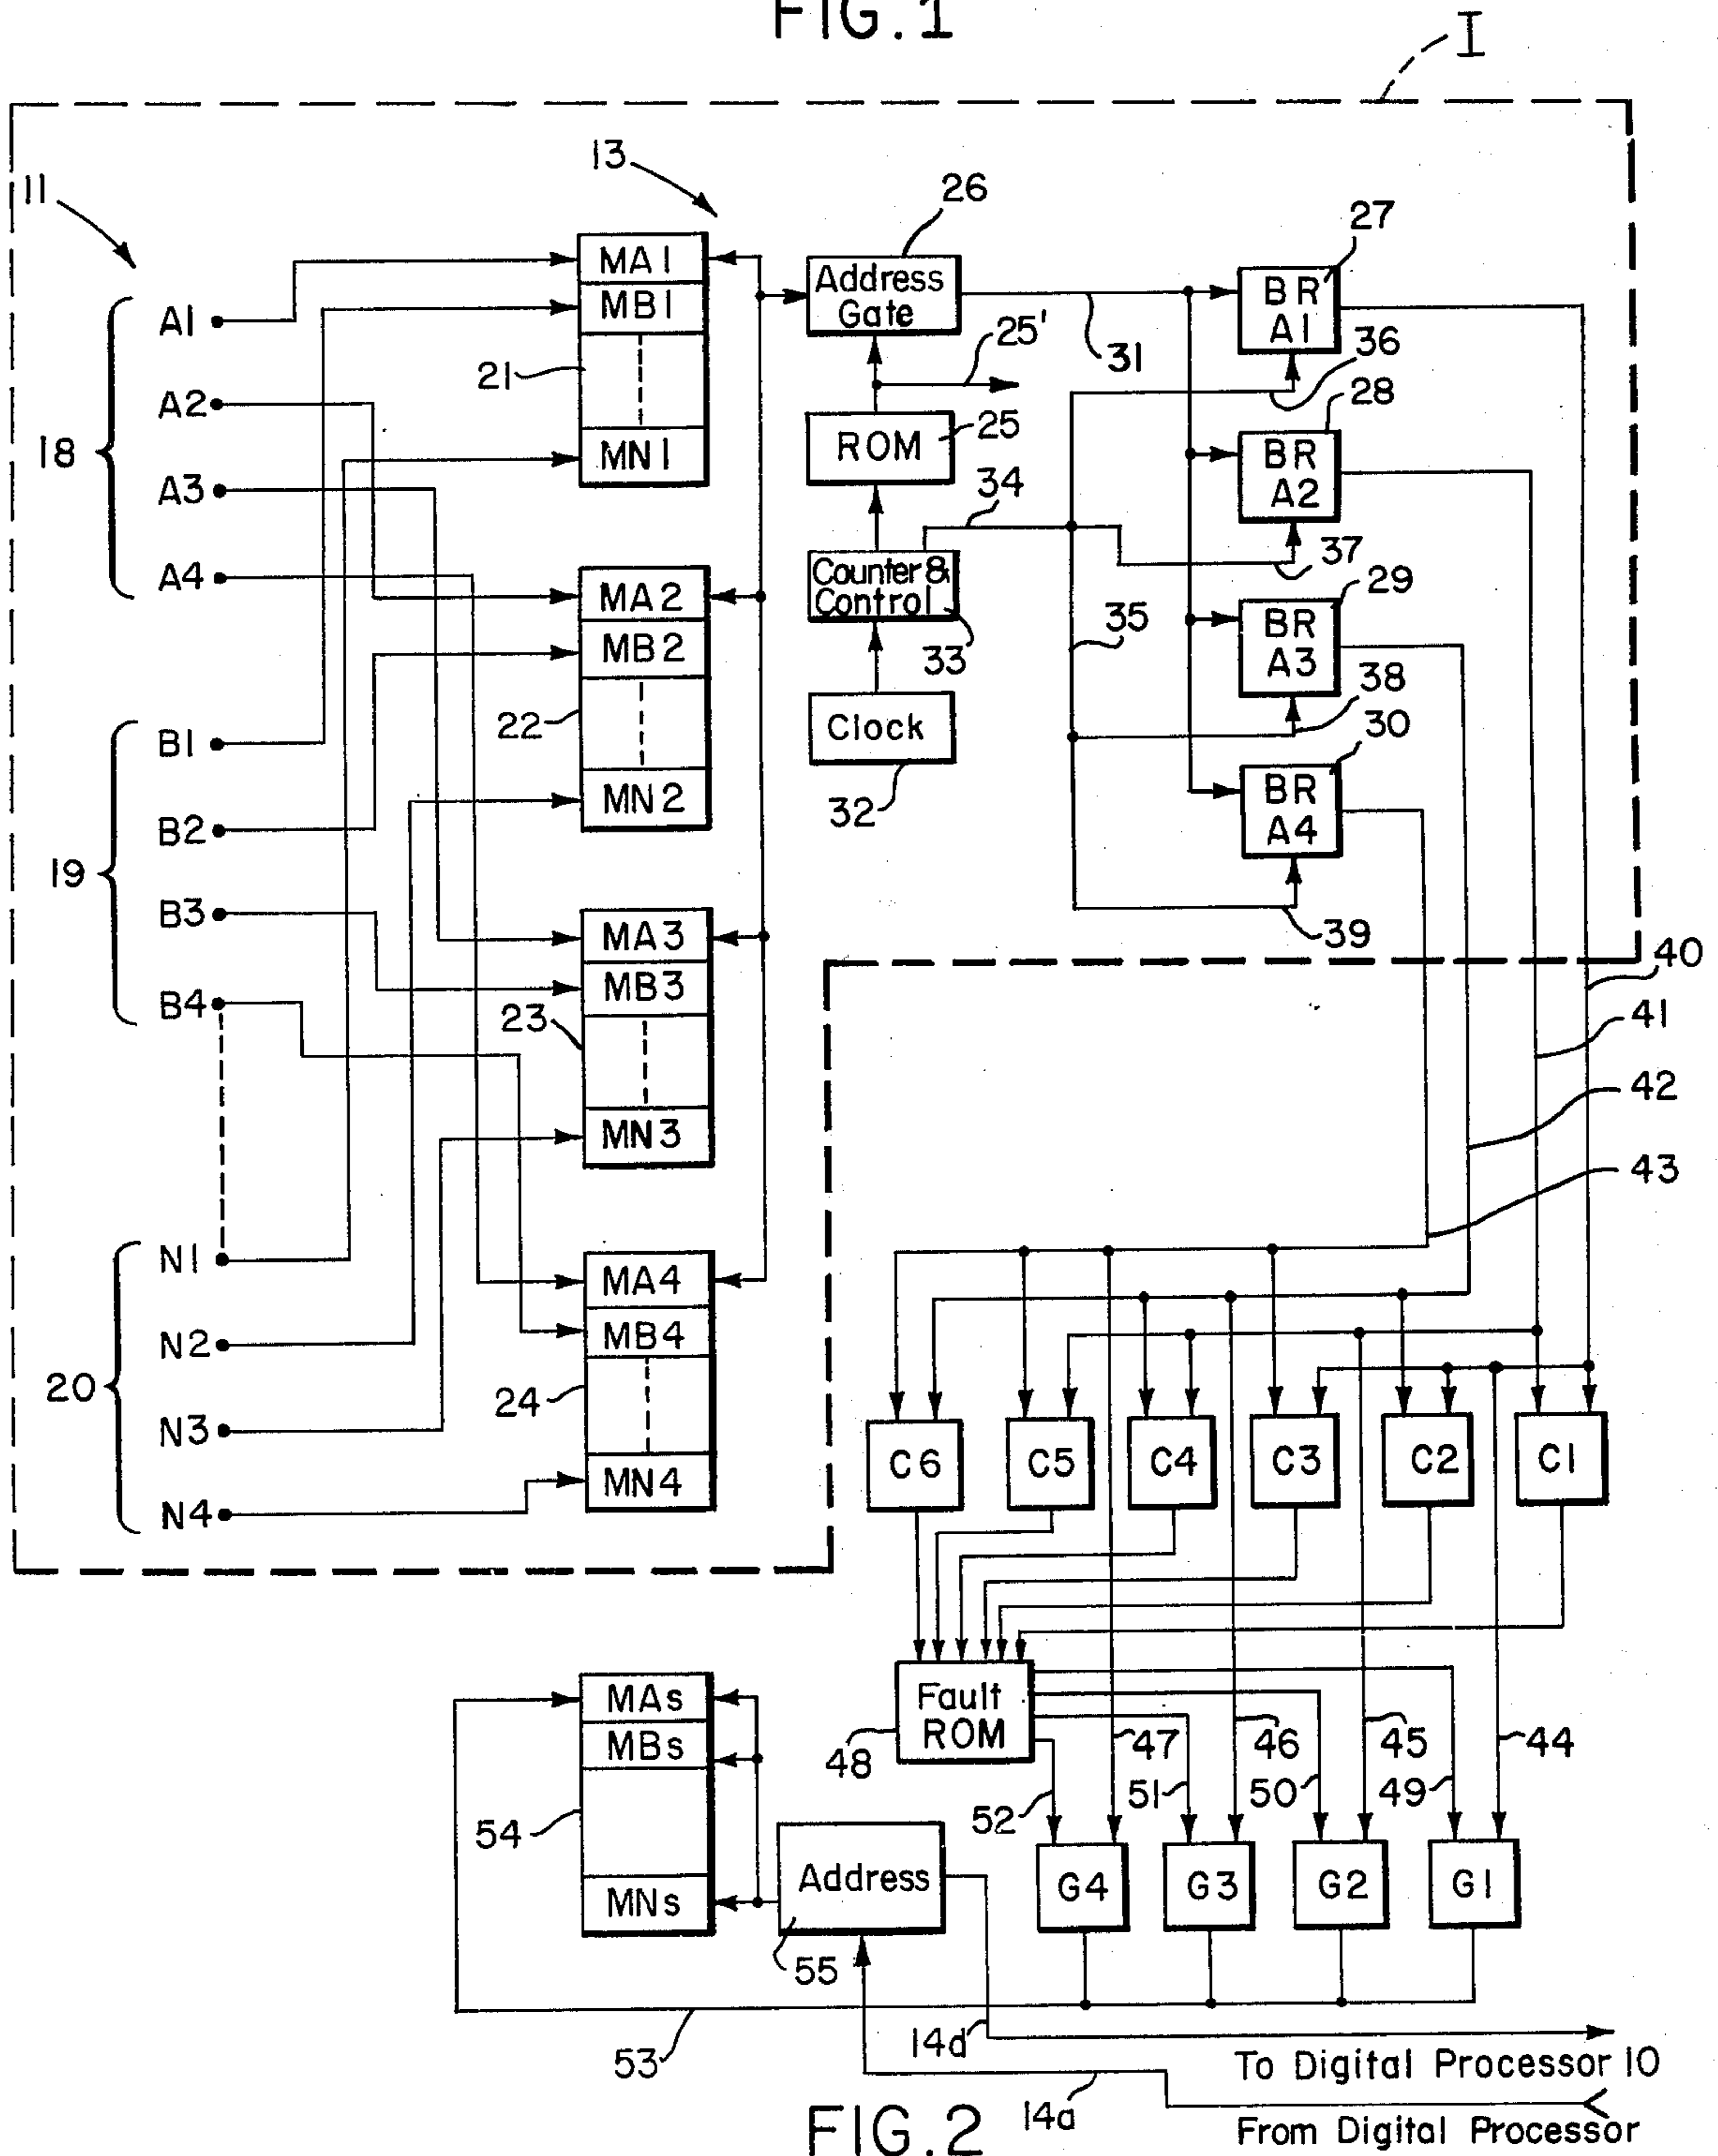 FIG.1
I
11
13
26
27
A1
A2
A3
A4
18
B1
B2
B3
B4
19
N1
N2
N3
N4
20
MA1
MB1
21
MN1
MA2
MB2
22
MN2
MA3
MB3
23
MN3
MA4
MB4
24
MN4
Address
Gate
25'
31
ROM
25
34
Counter &
Control
33
35
Clock
32
BR
A1
36
28
BR
A2
37
29
BR
A3
38
30
BR
A4
39
40
41
42
43
C6
C5
C4
C3
C2
C1
Fault
ROM
48
47
46
45
44
52
51
50
49
G4
G3
G2
G1
MAs
MBs
54
MNs
Address
55
53
14d
To Digital Processor 10
14a
From Digital Processor
FIG.2